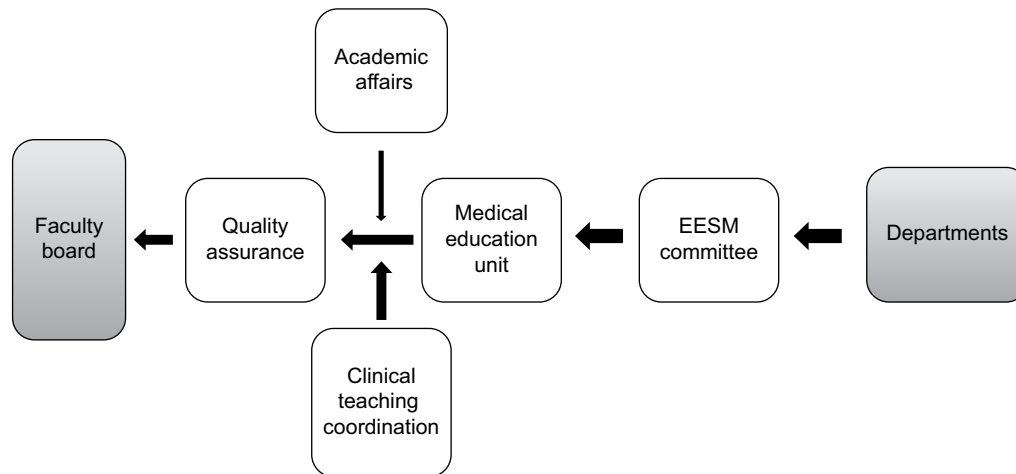 Academic
affairs
Faculty
board
Quality
assurance
Medical
education
unit
EESM
committee
Departments
Clinical
teaching
coordination